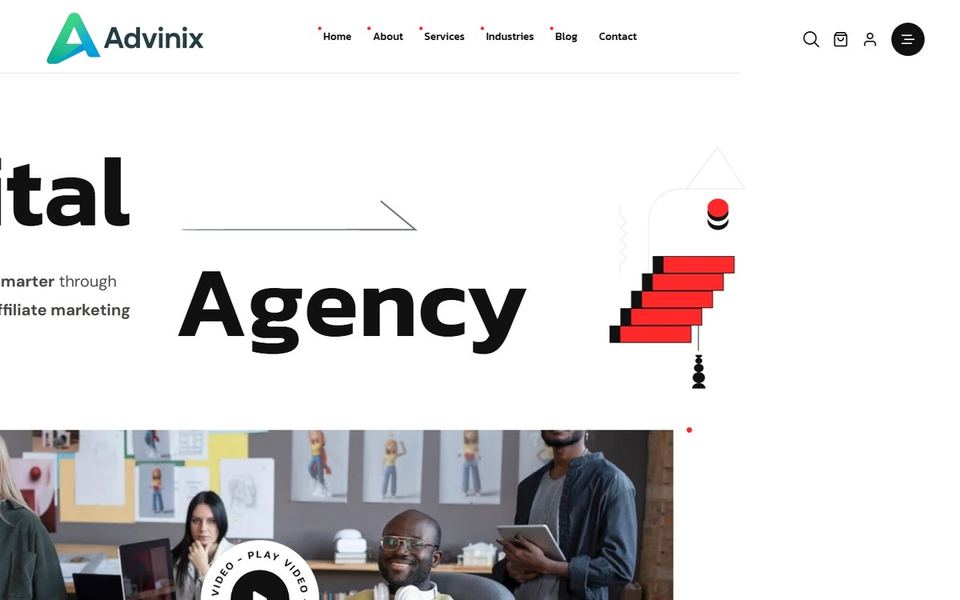 Advinix
Home About Services Industries Blog Contact
ital
marter through
ffiliate marketing
Agency
VIDEO - PLAY VIDEO -